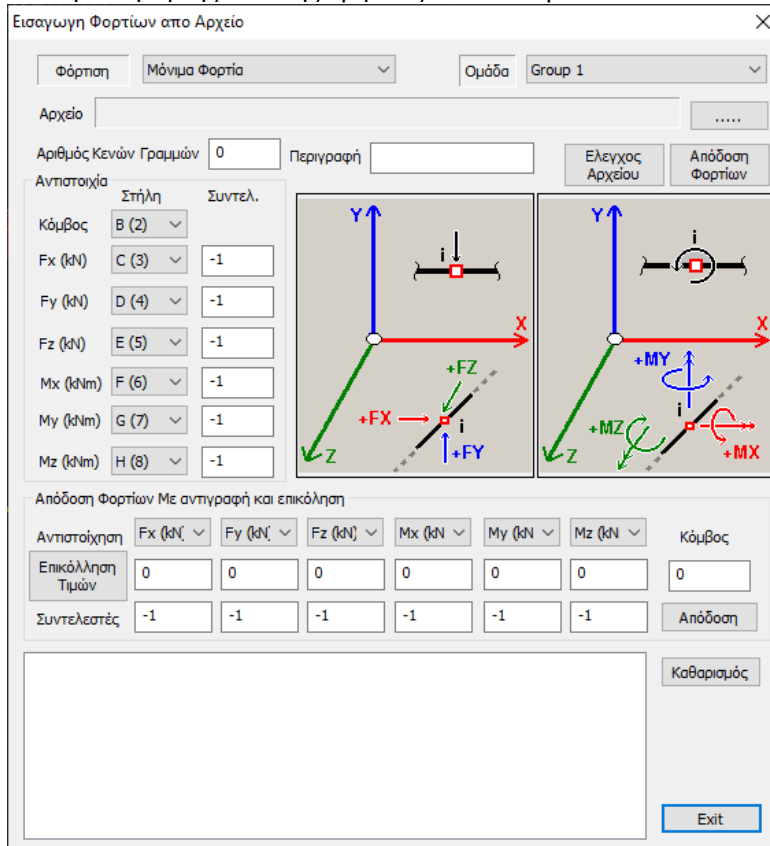 Εισαγωγη Φορτίων απο Αρχείο
Φόρτιση Μόνιμα Φορτία Ομάδα Group 1
Αρχείο .....
Αριθμός Κενών Γραμμών 0 Περιγραφή Ελεγχος Αρχείου Απόδοση Φορτίων
Αντιστοιχία
Στήλη Συντελ.
Κόμβος B (2)
Fx (kN) C (3) -1
Fy (kN) D (4) -1
Fz (kN) E (5) -1
Mx (kNm) F (6) -1
My (kNm) G (7) -1
Mz (kNm) H (8) -1
Y i X Z +FZ +FX i +FY
Y i X Z +MY i +MZ +MX
Απόδοση Φορτίων Με αντιγραφή και επικόληση
Αντιστοίχηση Fx (kN) Fy (kN) Fz (kN) Mx (kN My (kN Mz (kN Κόμβος
Επικόλληση Τιμών 0 0 0 0 0 0 0
Συντελεστές -1 -1 -1 -1 -1 -1 Απόδοση
Καθαρισμός
Exit